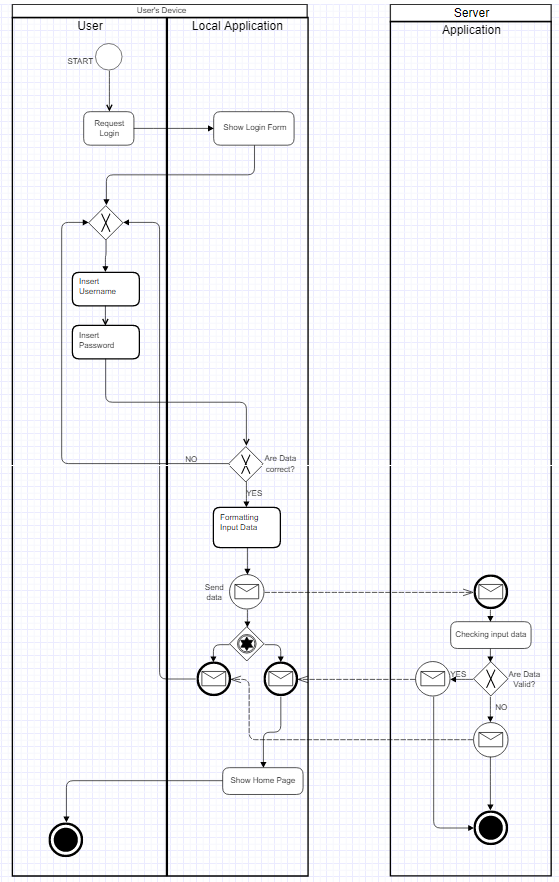 User's Device
Server
User
Local Application
Application
START
Request
Login
Show Login Form
Insert
Username
Insert
Password
NO
Are Data
correct?
YES
Formatting
Input Data
Send
data
Checking input data
YES
Are Data
Valid?
NO
Show Home Page